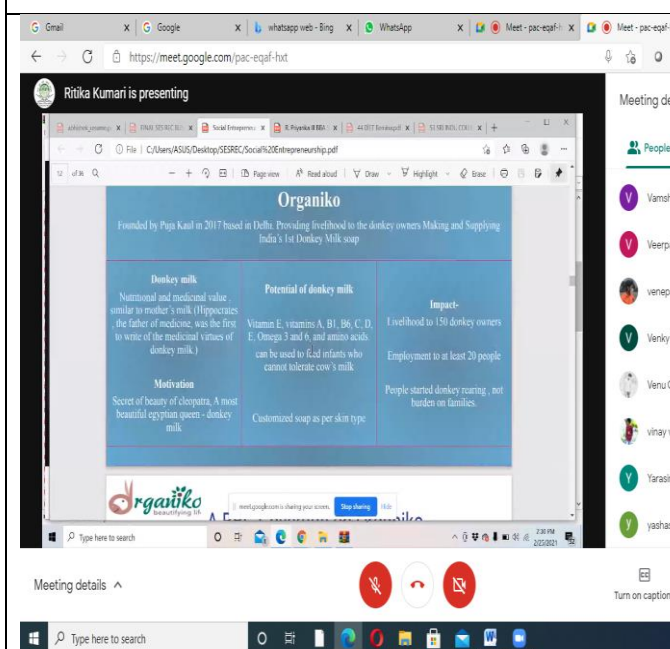 Gmail
Google
whatsapp web - Bing
WhatsApp
Meet - pac-eqaf-h
Meet - pac-eqaf-
https://meet.google.com/pac-eqaf-hxt
Ritika Kumari is presenting
Meeting de
FINAL SESREC
Social Entrepreneu
File | C:/Users/ASUS/Desktop/SESREC/Social%20Entrepreneurship.pdf
12 of 36
Page view
Read aloud
Draw
Highlight
Erase
Organiko
Founded by Puja Kaul in 2017 based in Delhi. Providing livelihood to the donkey owners Making and Supplying
India's 1st Donkey Milk soap
Donkey milk
Nutritional and medicinal value ,
similar to mother's milk (Hippocrates
, the father of medicine, was the first
to write of the medicinal virtues of
donkey milk.)
Motivation
Secret of beauty of cleopatra, A most
beautiful egyptian queen - donkey
milk
Potential of donkey milk
Vitamin E, vitamins A, B1, B6, C, D,
E, Omega 3 and 6, and amino acids.
can be used to feed infants who
cannot tolerate cow's milk
Customized soap as per skin type
Impact-
Livelihood to 150 donkey owners
Employment to at least 20 people
People started donkey rearing , not
burden on families.
Organiko
beautifying life
meet.google.com is sharing your screen.
Stop sharing
Hide
Type here to search
2:30 PM
2/25/2021
People
V
Vamsh
V
Veerpa
venep
V
Venky
Venu G
vinay v
Y
Yarasi
y
yashas
Meeting details
Turn on caption
Type here to search